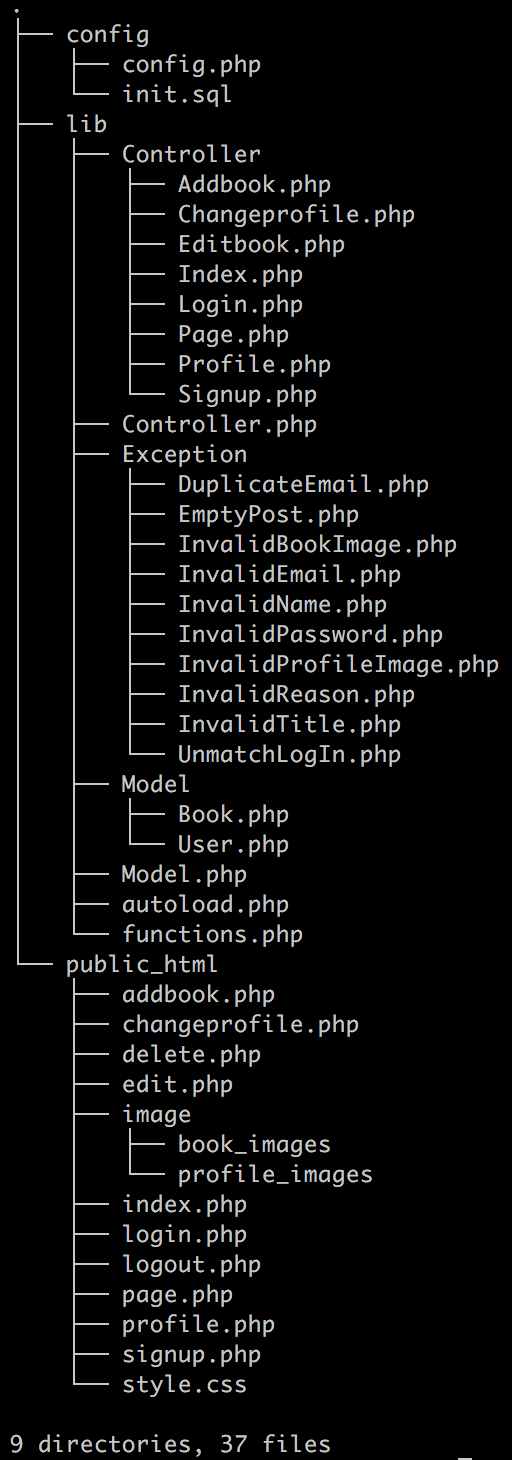 .
├── config
│   ├── config.php
│   └── init.sql
├── lib
│   ├── Controller
│   │   ├── Addbook.php
│   │   ├── Changeprofile.php
│   │   ├── Editbook.php
│   │   ├── Index.php
│   │   ├── Login.php
│   │   ├── Page.php
│   │   ├── Profile.php
│   │   └── Signup.php
│   ├── Controller.php
│   ├── Exception
│   │   ├── DuplicateEmail.php
│   │   ├── EmptyPost.php
│   │   ├── InvalidBookImage.php
│   │   ├── InvalidEmail.php
│   │   ├── InvalidName.php
│   │   ├── InvalidPassword.php
│   │   ├── InvalidProfileImage.php
│   │   ├── InvalidReason.php
│   │   ├── InvalidTitle.php
│   │   └── UnmatchLogIn.php
│   ├── Model
│   │   ├── Book.php
│   │   └── User.php
│   ├── Model.php
│   ├── autoload.php
│   └── functions.php
└── public_html
    ├── addbook.php
    ├── changeprofile.php
    ├── delete.php
    ├── edit.php
    ├── image
    │   ├── book_images
    │   └── profile_images
    ├── index.php
    ├── login.php
    ├── logout.php
    ├── page.php
    ├── profile.php
    ├── signup.php
    └── style.css
9 directories, 37 files